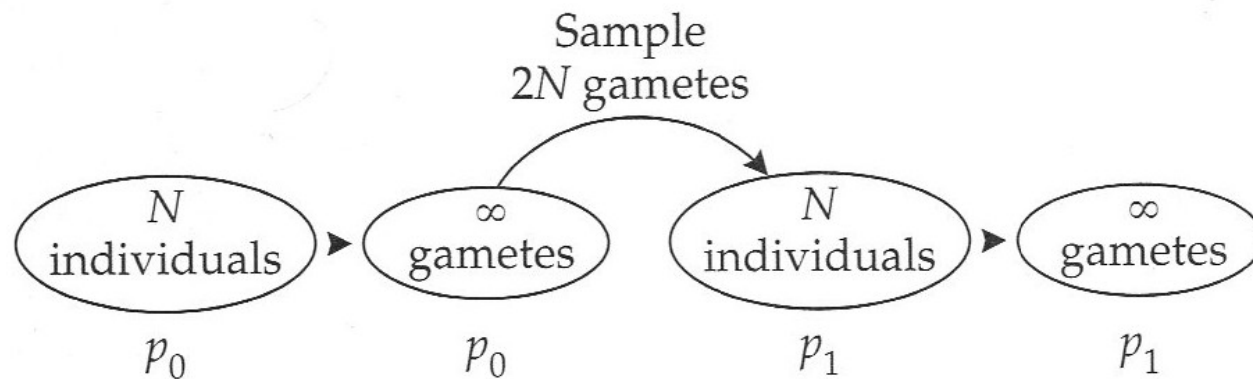 Sample
2N gametes
N
individuals
∞
gametes
N
individuals
∞
gametes
p₀
p₀
p₁
p₁